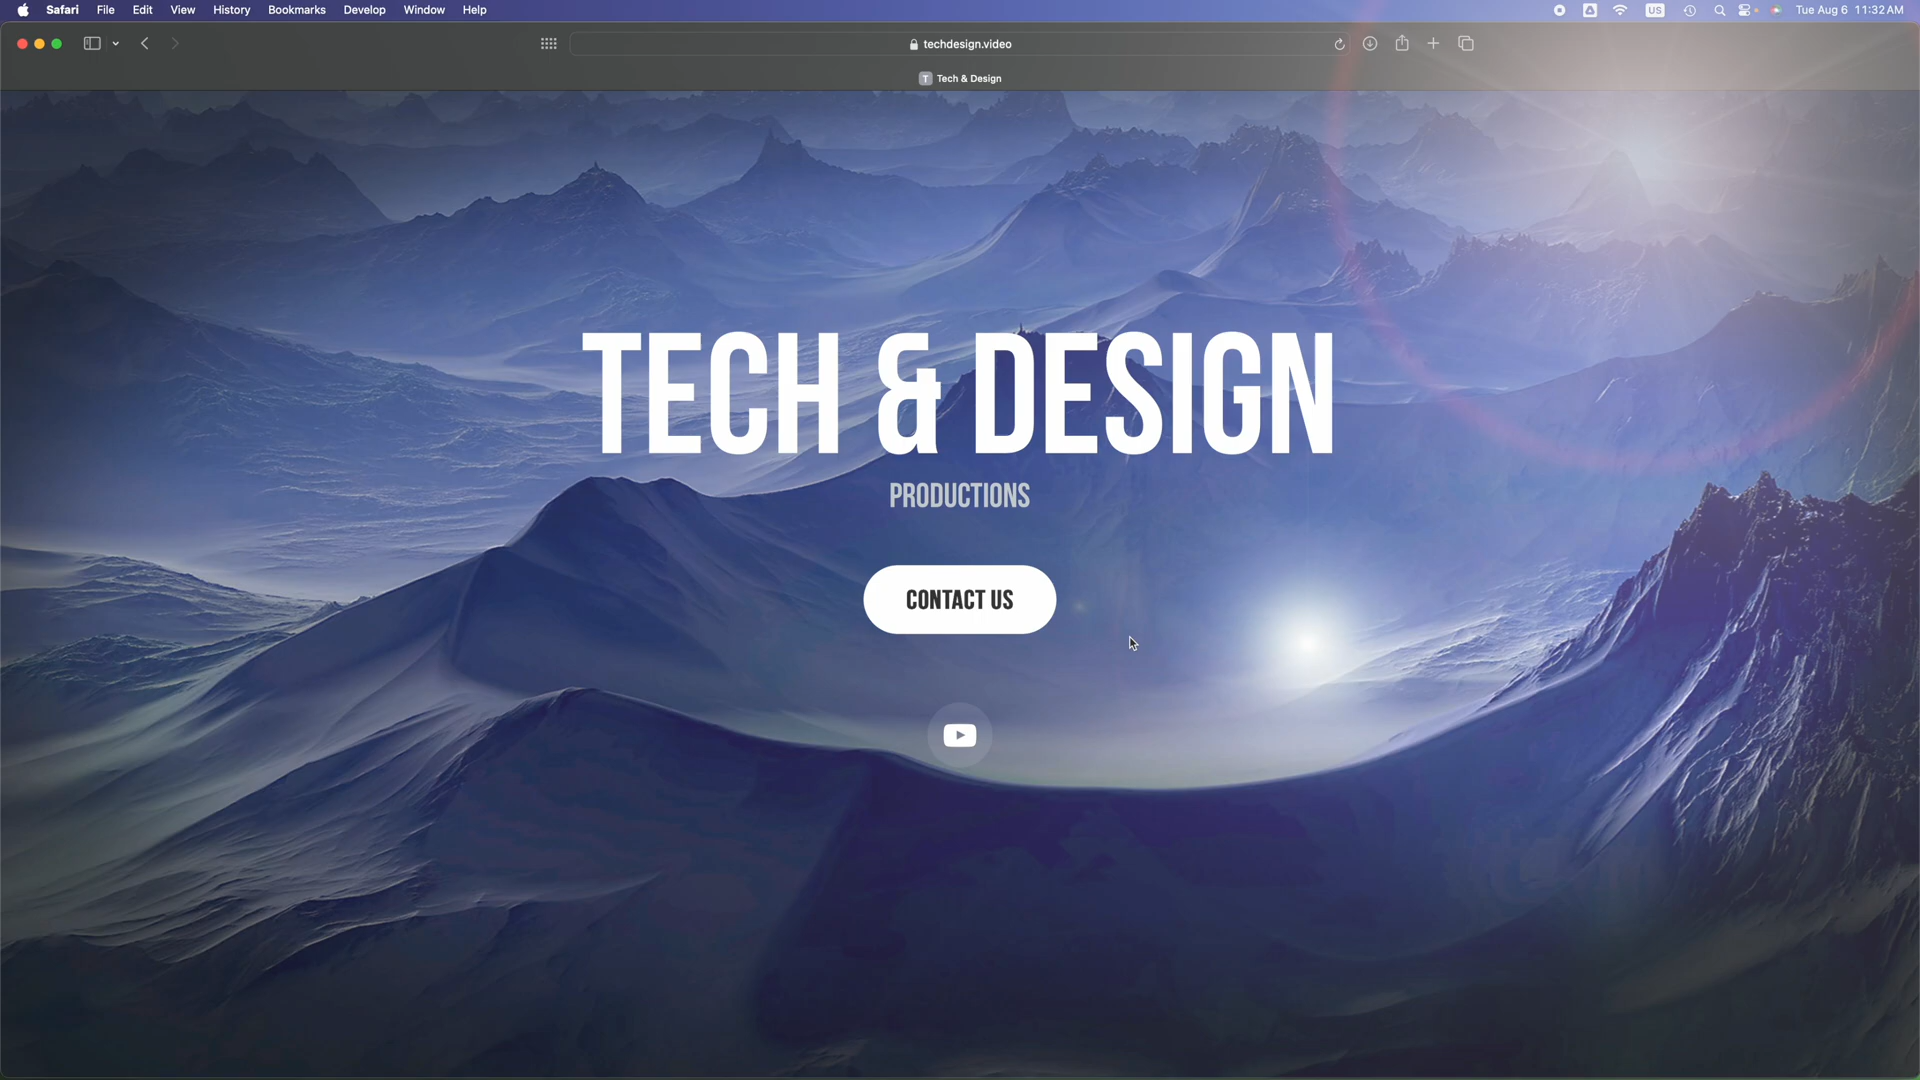 Safari File Edit View History Bookmarks Develop Window Help US Tue Aug 6 11:32 AM
techdesign.video
T Tech & Design
TECH & DESIGN
PRODUCTIONS
CONTACT US